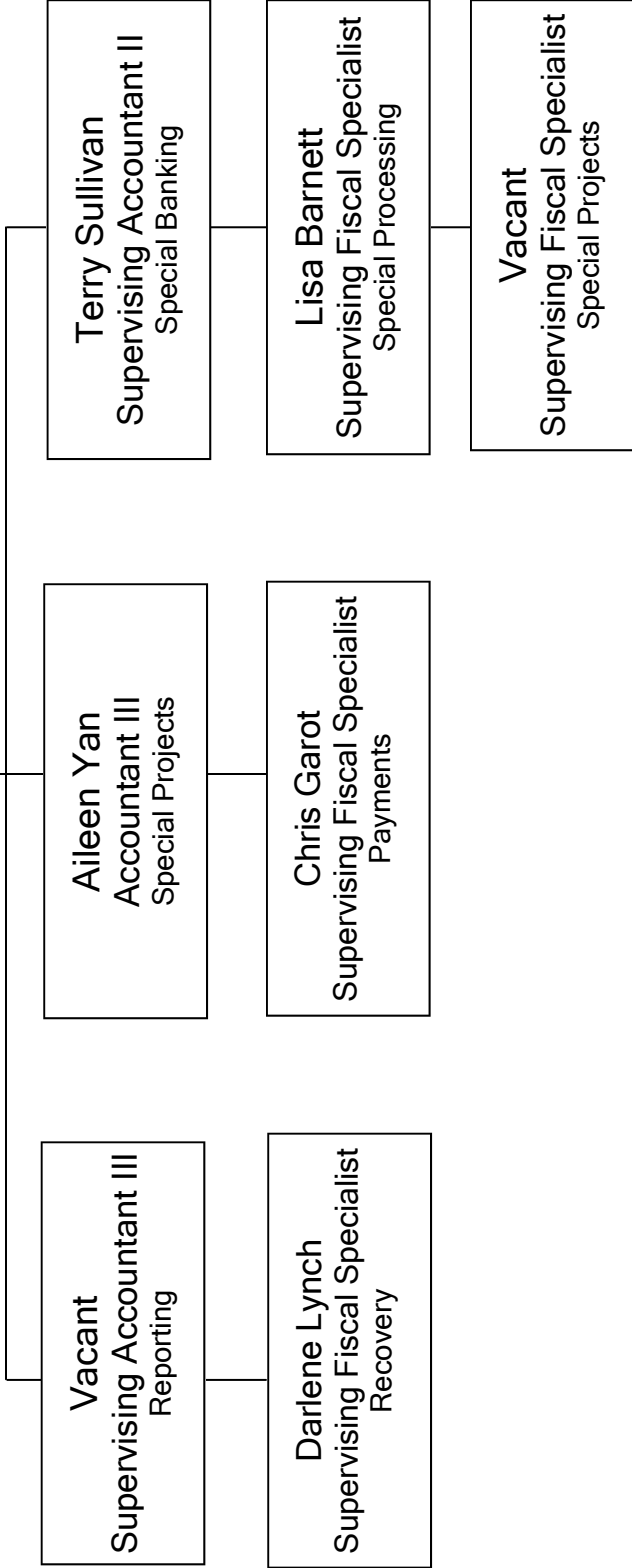 Vacant
Supervising Accountant III
Reporting
Darlene Lynch
Supervising Fiscal Specialist
Recovery
Aileen Yan
Accountant III
Special Projects
Chris Garot
Supervising Fiscal Specialist
Payments
Terry Sullivan
Supervising Accountant II
Special Banking
Lisa Barnett
Supervising Fiscal Specialist
Special Processing
Vacant
Supervising Fiscal Specialist
Special Projects